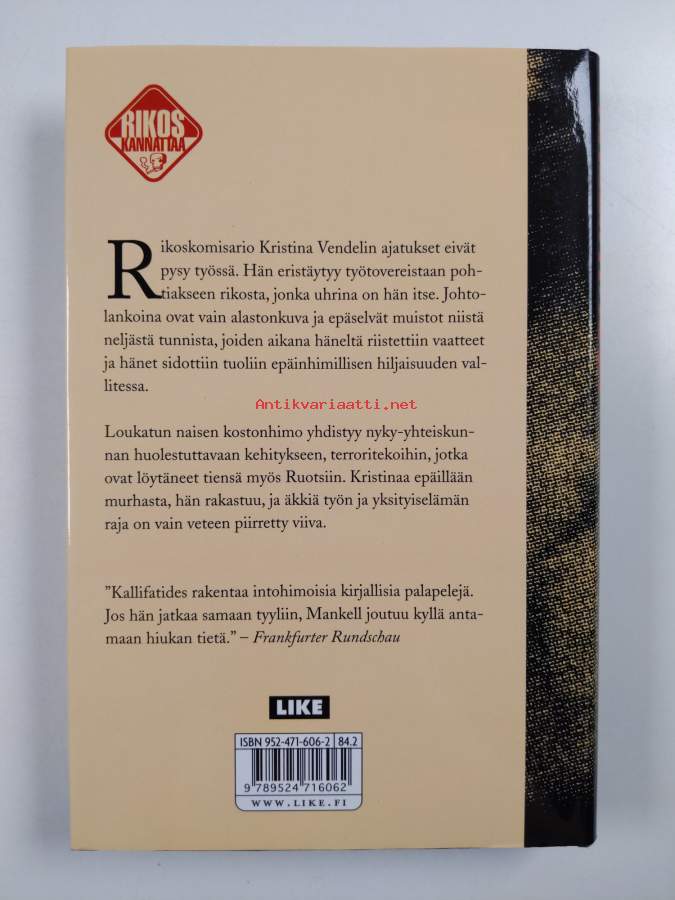 RIKOS
KANNATTAA
Rikoskomisario Kristina Vendelin ajatukset eivät
pysy työssä. Hän eristäytyy työtovereistaan poh-
tiakseen rikosta, jonka uhrina on hän itse. Johto-
lankoina ovat vain alastonkuva ja epäselvät muistot niistä
neljästä tunnista, joiden aikana häneltä riistettiin vaatteet
ja hänet sidottiin tuoliin epäinhimillisen hiljaisuuden val-
litessa.
Antikvariaatti.net
Loukatun naisen kostonhimo yhdistyy nyky-yhteiskun-
nan huolestuttavaan kehitykseen, terroritekoihin, jotka
ovat löytäneet tiensä myös Ruotsiin. Kristinaa epäillään
murhasta, hän rakastuu, ja äkkiä työn ja yksityiselämän
raja on vain veteen piirretty viiva.
”Kallifatides rakentaa intohimoisia kirjallisia palapelejä.
Jos hän jatkaa samaan tyyliin, Mankell joutuu kyllä anta-
maan hiukan tietä.” – Frankfurter Rundschau
LIKE
ISBN 952-471-606-2 84.2
9 789524 716062
WWW.LIKE.FI